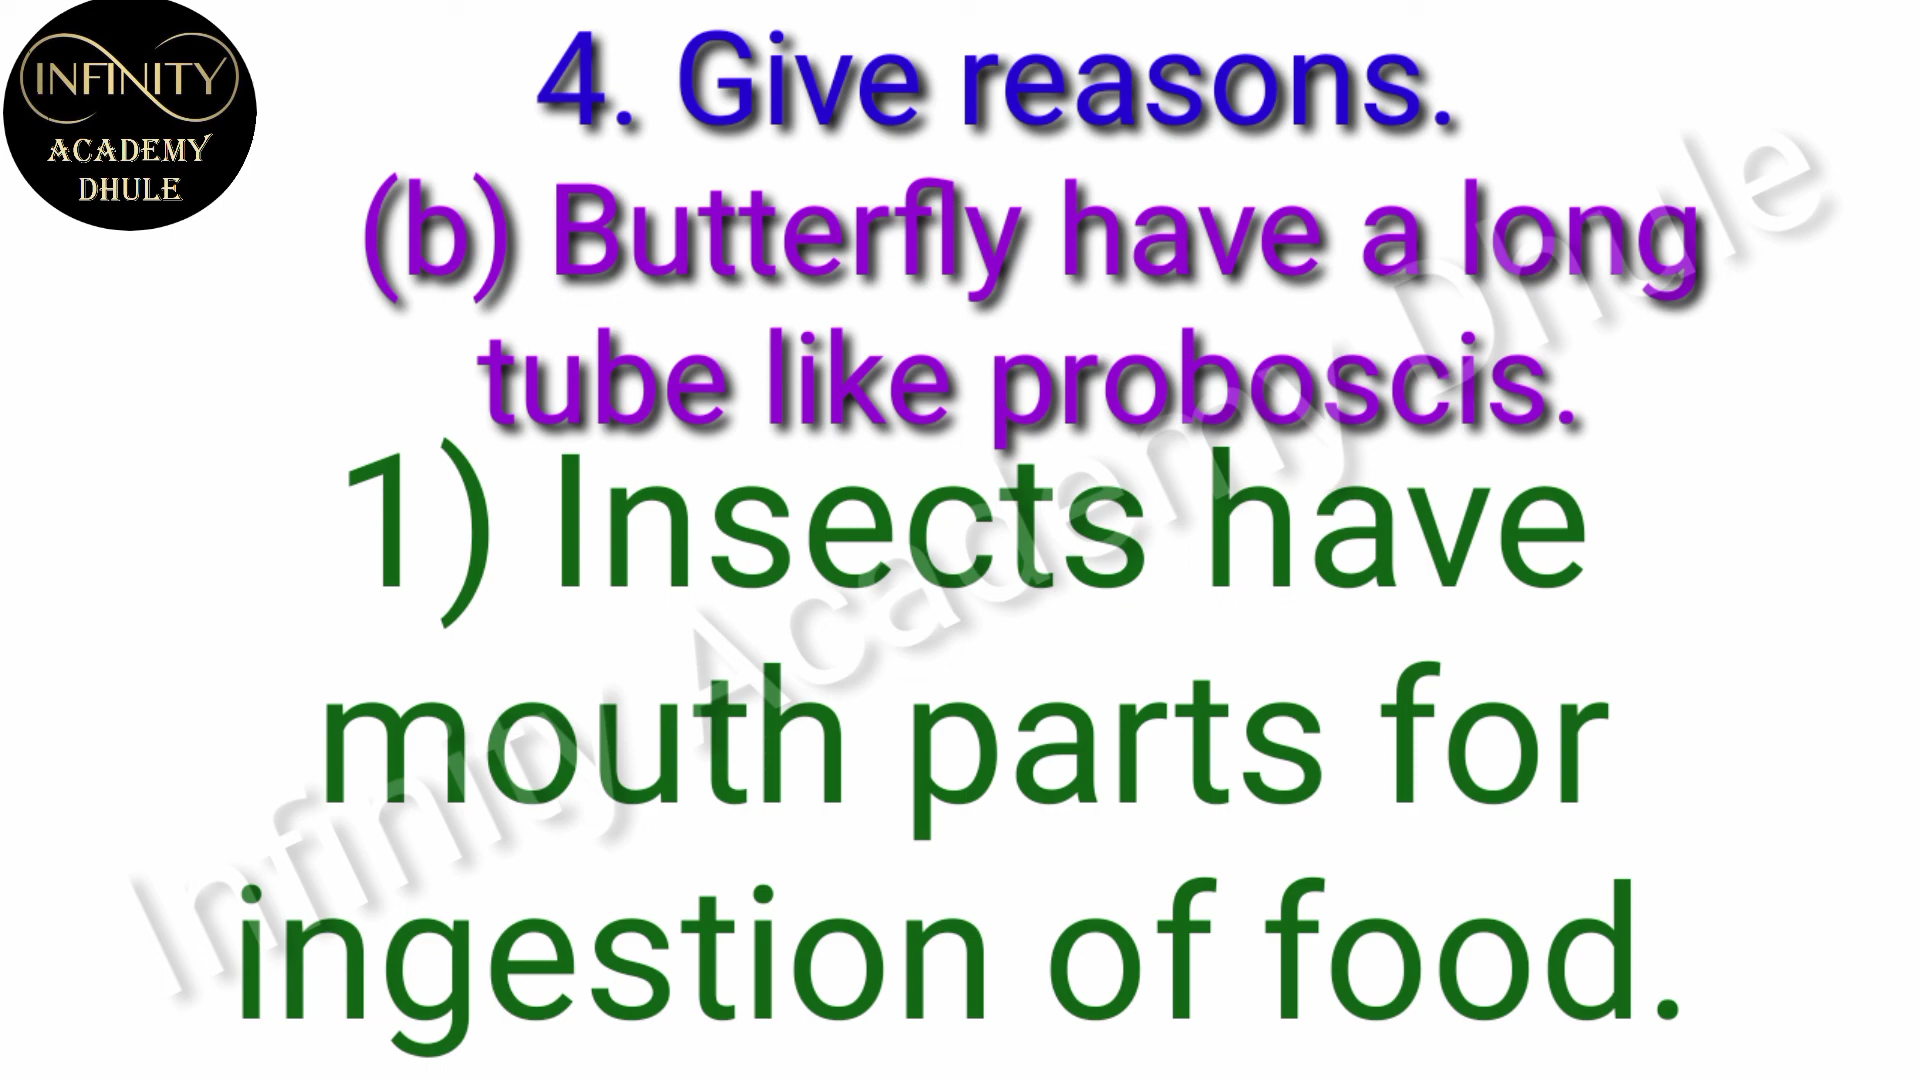 INFINITY
ACADEMY
DHULE
4. Give reasons.
(b) Butterfly have a long
tube like proboscis.
1) Insects have
mouth parts for
ingestion of food.
Infinity Academy Dhule